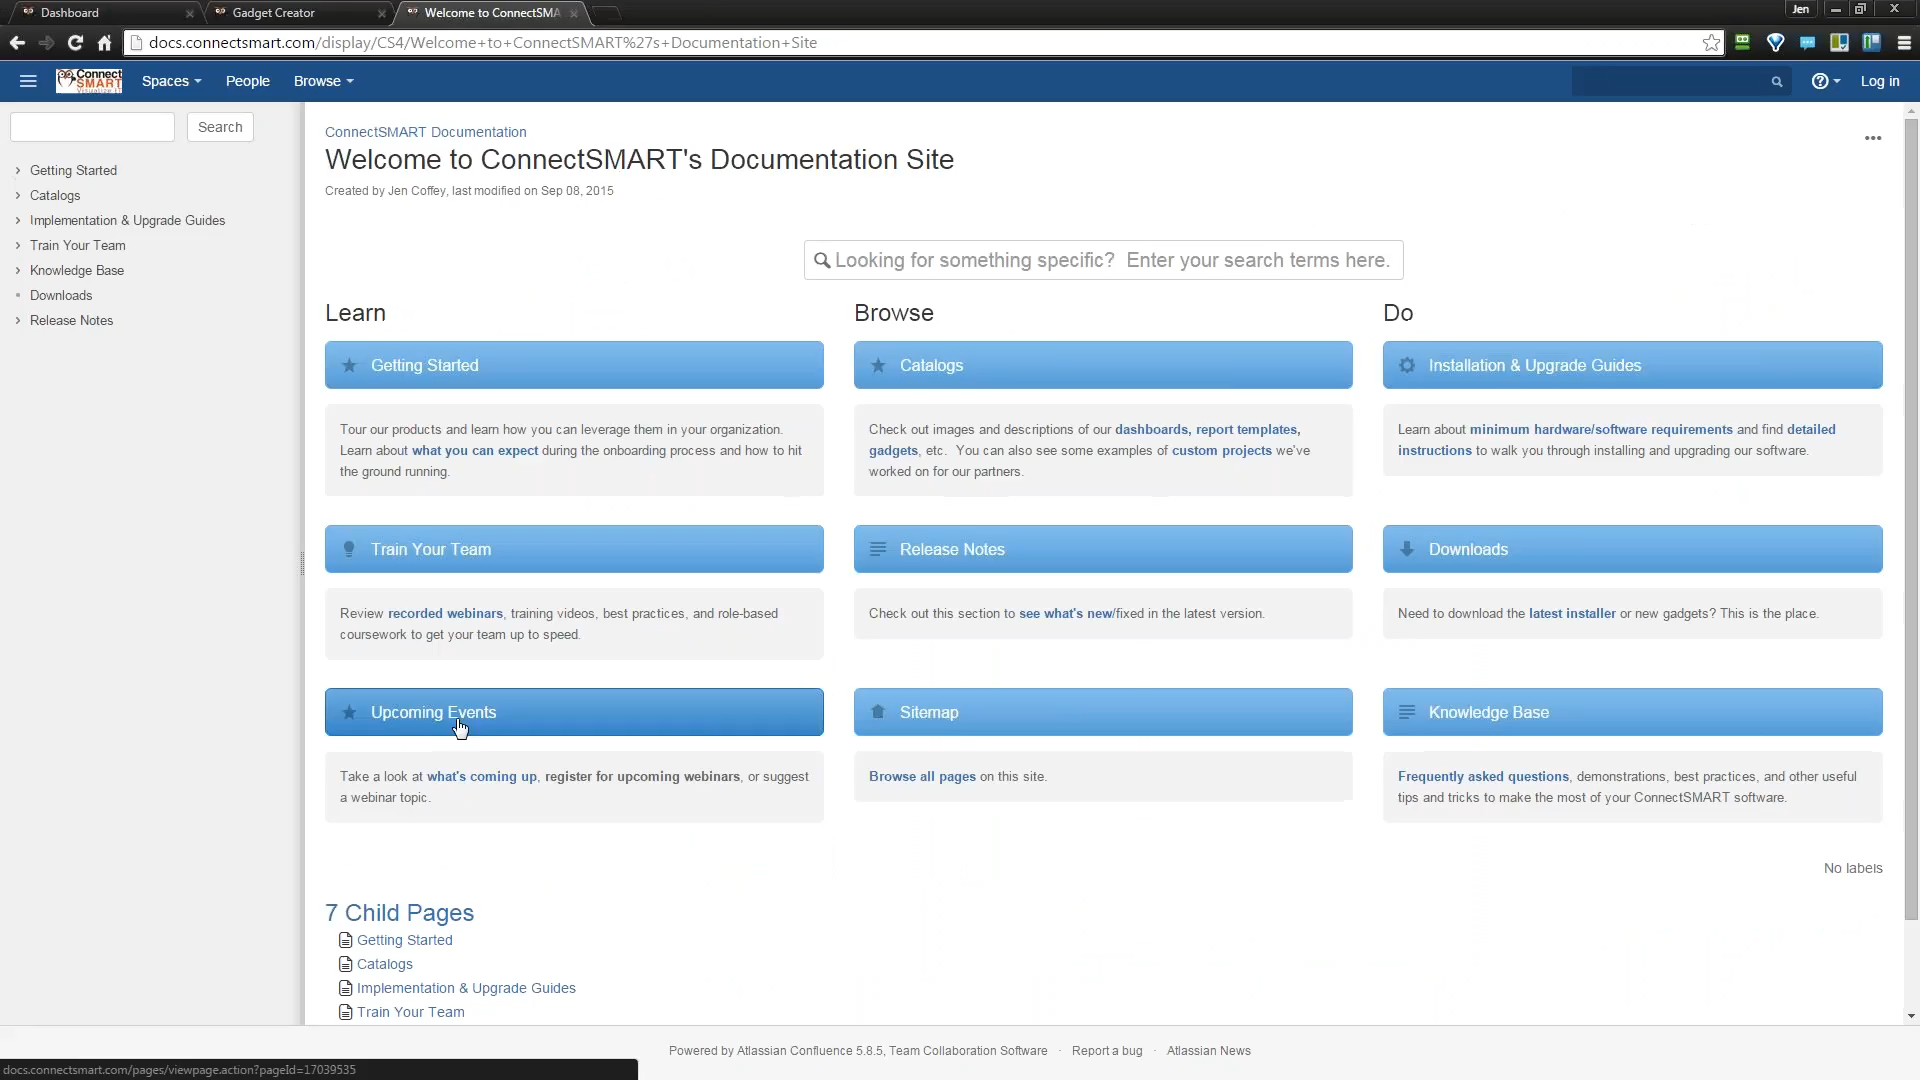 Dashboard
Gadget Creator
Welcome to ConnectSMA
Jen
docs.connectsmart.com/display/CS4/Welcome+to+ConnectSMART%27s+Documentation+Site
Connect
SMART
Spaces
People
Browse
Log in
Search
Getting Started
Catalogs
Implementation & Upgrade Guides
Train Your Team
Knowledge Base
Downloads
Release Notes
ConnectSMART Documentation
Welcome to ConnectSMART's Documentation Site
Created by Jen Coffey, last modified on Sep 08, 2015
Looking for something specific?  Enter your search terms here.
Learn
Getting Started
Tour our products and learn how you can leverage them in your organization.
Learn about what you can expect during the onboarding process and how to hit
the ground running.
Train Your Team
Review recorded webinars, training videos, best practices, and role-based
coursework to get your team up to speed.
Upcoming Events
Take a look at what's coming up, register for upcoming webinars, or suggest
a webinar topic.
Browse
Catalogs
Check out images and descriptions of our dashboards, report templates,
gadgets, etc.  You can also see some examples of custom projects we've
worked on for our partners.
Release Notes
Check out this section to see what's new/fixed in the latest version.
Sitemap
Browse all pages on this site.
Do
Installation & Upgrade Guides
Learn about minimum hardware/software requirements and find detailed
instructions to walk you through installing and upgrading our software.
Downloads
Need to download the latest installer or new gadgets? This is the place.
Knowledge Base
Frequently asked questions, demonstrations, best practices, and other useful
tips and tricks to make the most of your ConnectSMART software.
No labels
7 Child Pages
Getting Started
Catalogs
Implementation & Upgrade Guides
Train Your Team
Powered by Atlassian Confluence 5.8.5, Team Collaboration Software · Report a bug · Atlassian News
docs.connectsmart.com/pages/viewpage.action?pageId=17039535